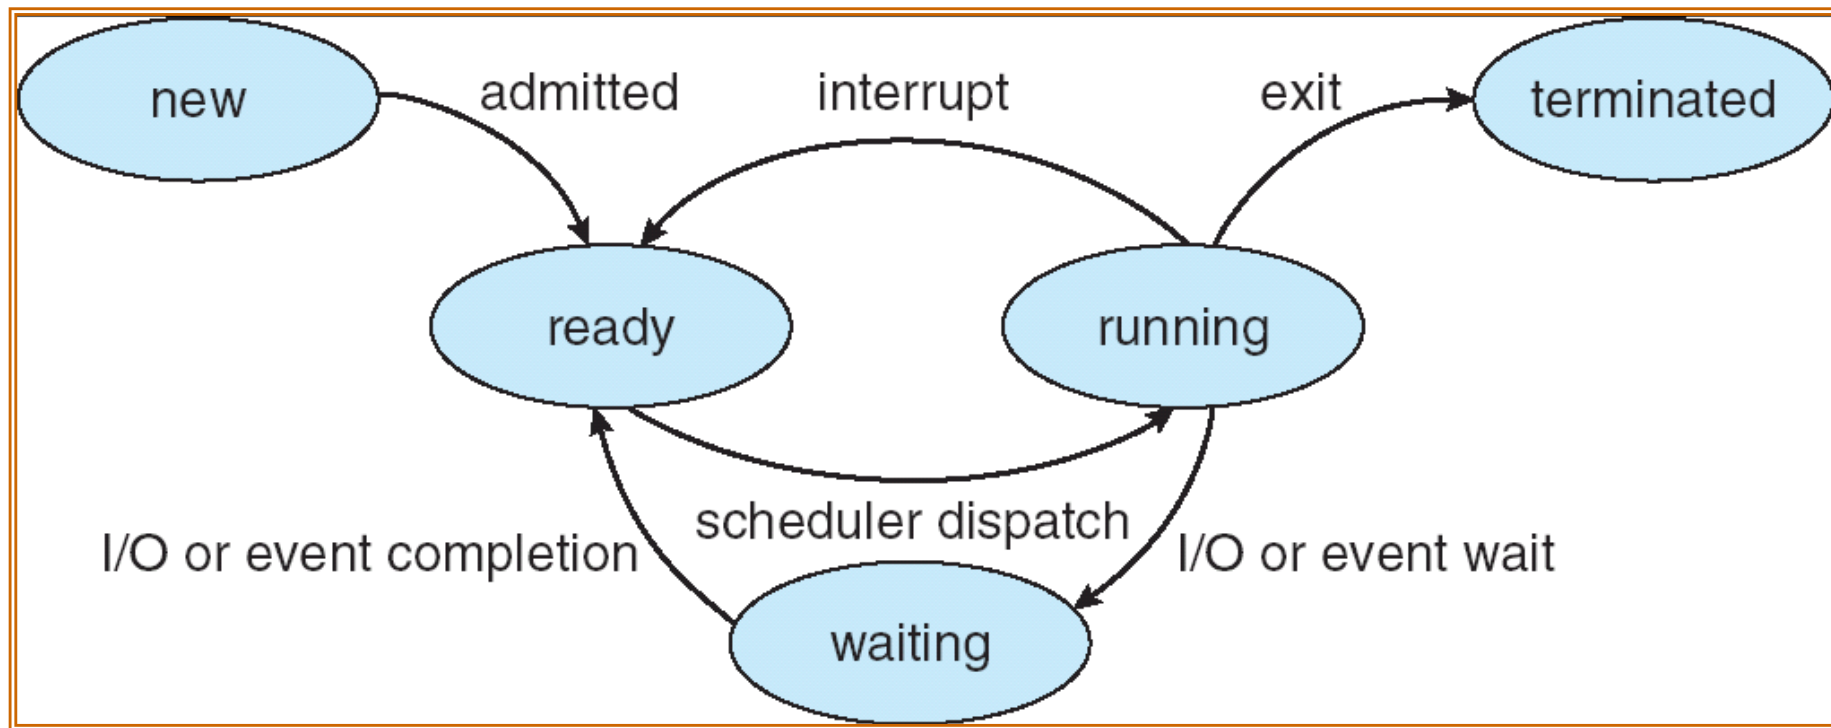 new
admitted
interrupt
exit
terminated
ready
running
scheduler dispatch
I/O or event completion
I/O or event wait
waiting